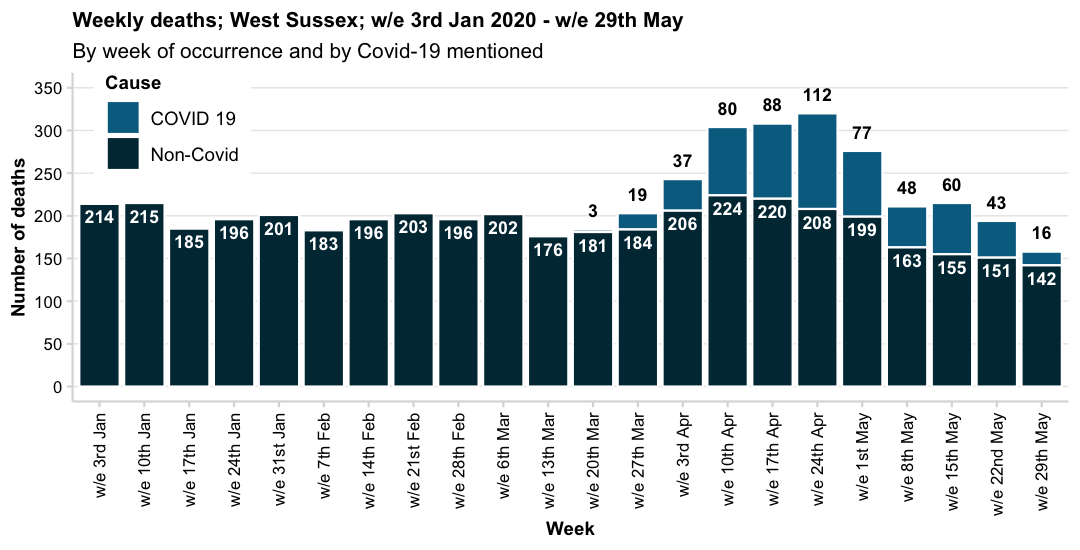 Weekly deaths; West Sussex; w/e 3rd Jan 2020 - w/e 29th May
By week of occurrence and by Covid-19 mentioned
Cause
COVID 19
Non-Covid
Number of deaths
350
300
250
200
150
100
50
0
3 19 37 80 88 112 77 48 60 43 16
214 215 185 196 201 183 196 203 196 202 176 181 184 206 224 220 208 199 163 155 151 142
w/e 3rd Jan
w/e 10th Jan
w/e 17th Jan
w/e 24th Jan
w/e 31st Jan
w/e 7th Feb
w/e 14th Feb
w/e 21st Feb
w/e 28th Feb
w/e 6th Mar
w/e 13th Mar
w/e 20th Mar
w/e 27th Mar
w/e 3rd Apr
w/e 10th Apr
w/e 17th Apr
w/e 24th Apr
w/e 1st May
w/e 8th May
w/e 15th May
w/e 22nd May
w/e 29th May
Week